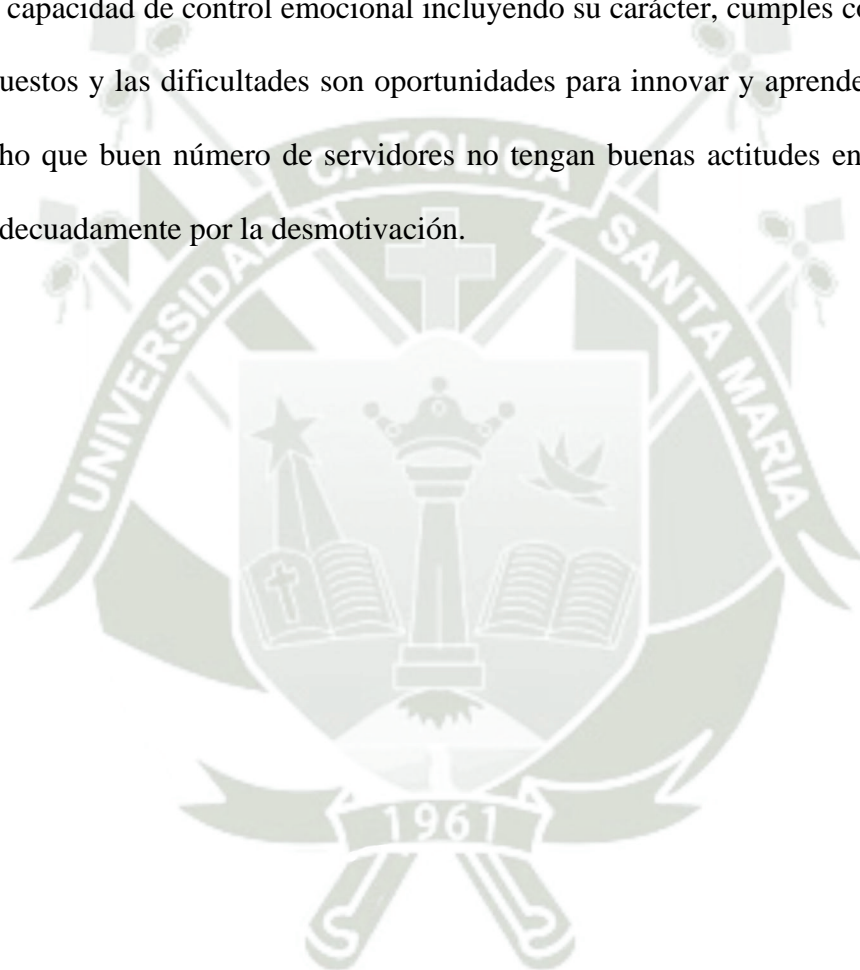 capacidad de control emocional incluyendo su carácter, cumples
uestos y las dificultades son oportunidades para innovar y aprende
ho que buen número de servidores no tengan buenas actitudes en
decuadamente por la desmotivación.
UNIVERSIDAD CATOLICA SANTA MARIA
1961